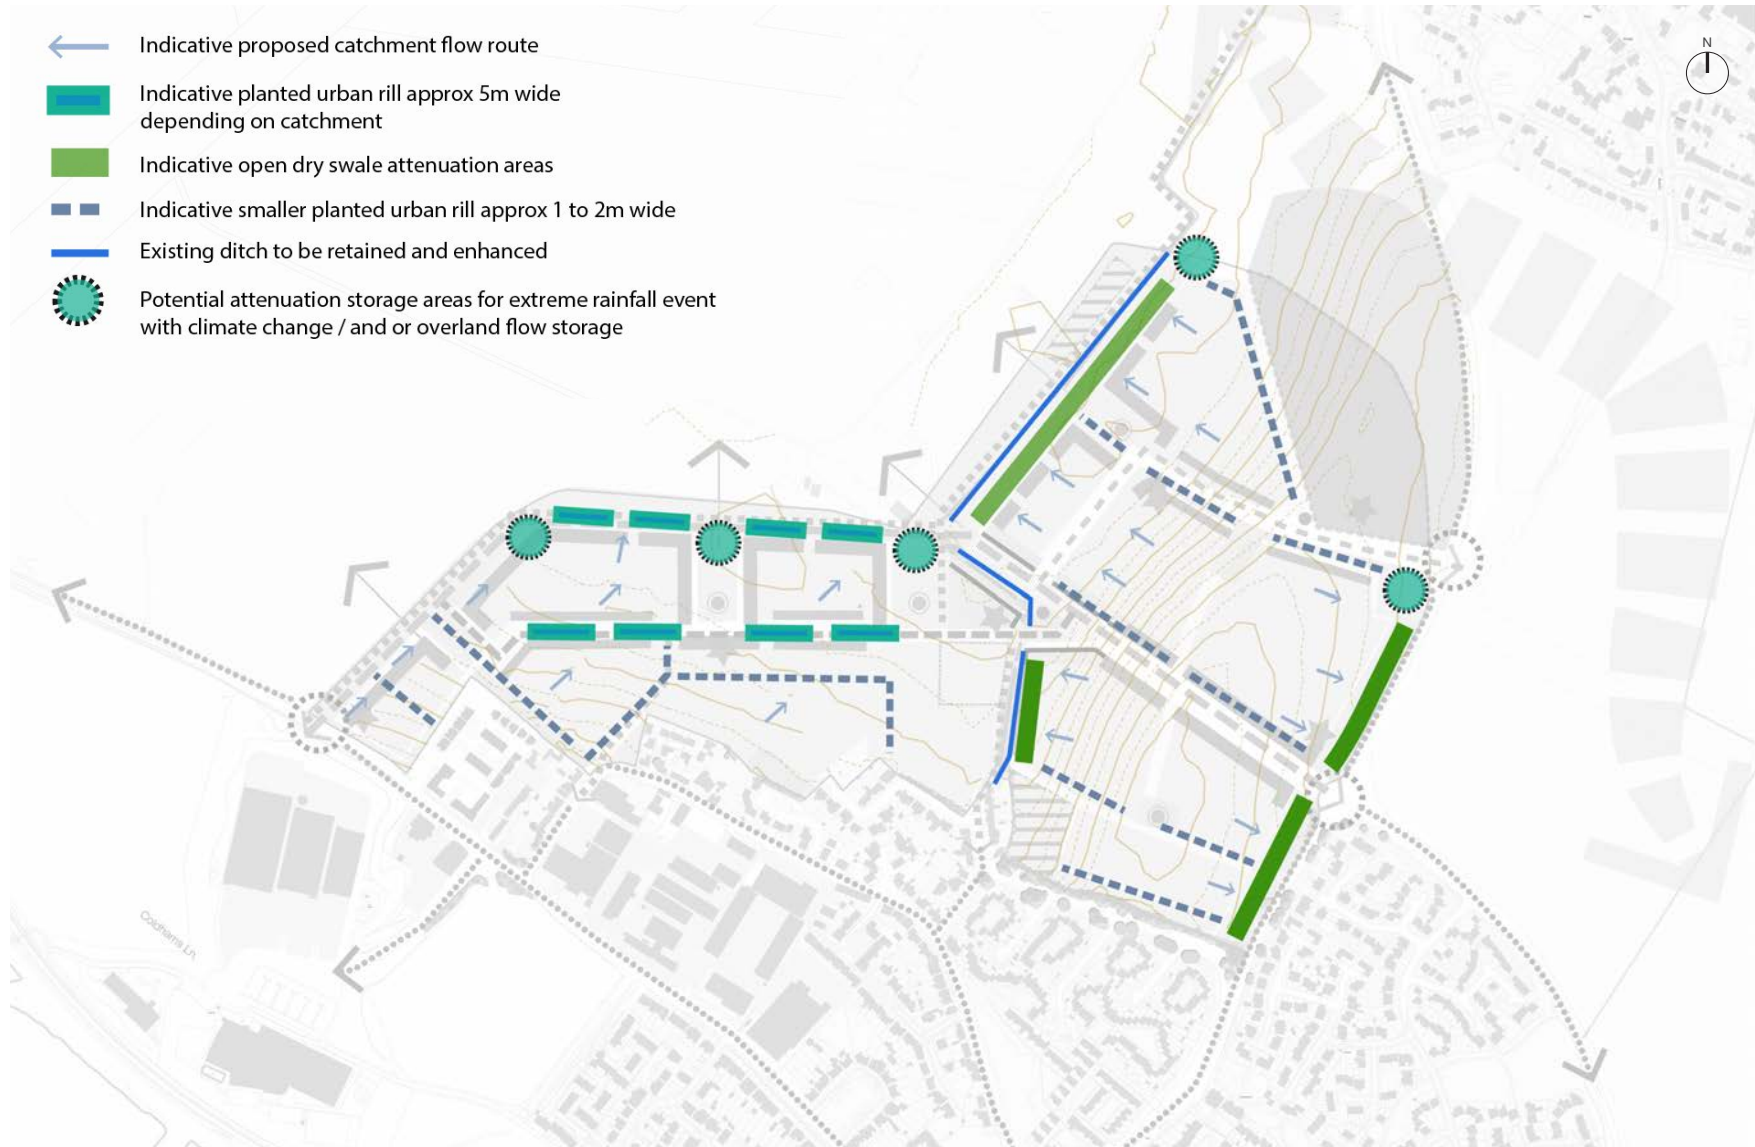 Indicative proposed catchment flow route
Indicative planted urban rill approx 5m wide
depending on catchment
Indicative open dry swale attenuation areas
Indicative smaller planted urban rill approx 1 to 2m wide
Existing ditch to be retained and enhanced
Potential attenuation storage areas for extreme rainfall event
with climate change / and or overland flow storage
N
Coldhams Ln